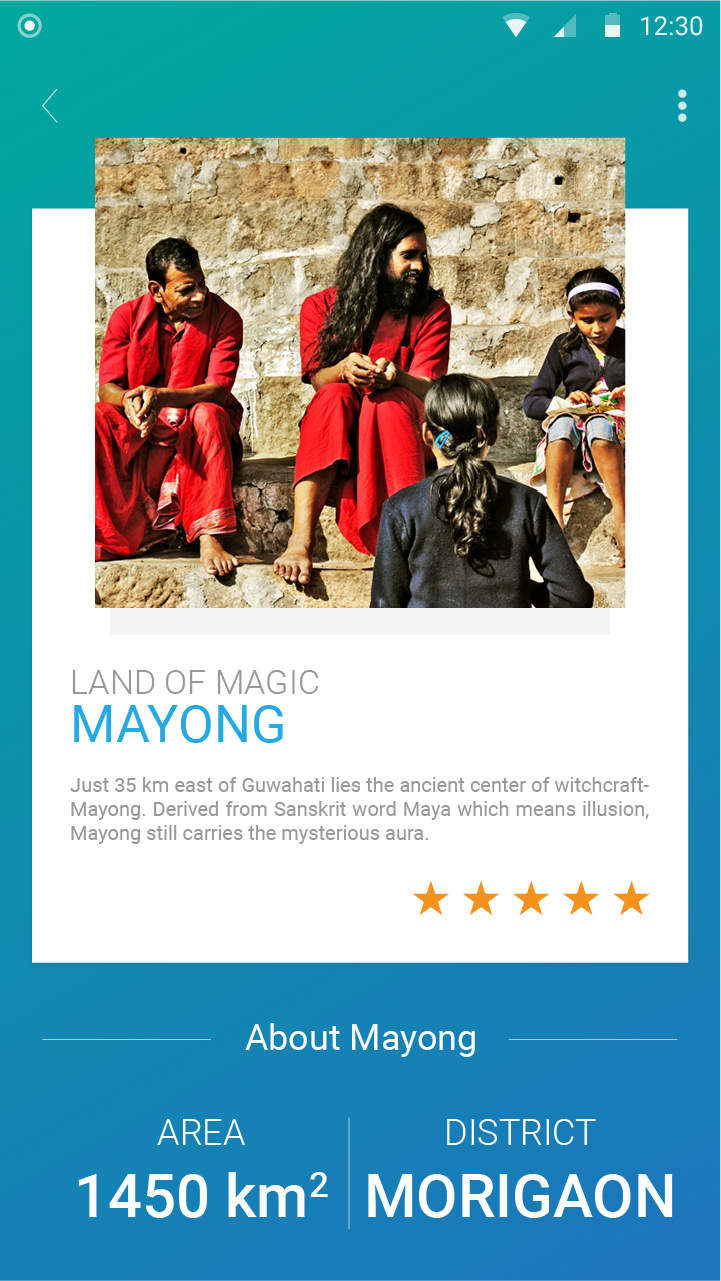 12:30
LAND OF MAGIC
MAYONG
Just 35 km east of Guwahati lies the ancient center of witchcraft-
Mayong. Derived from Sanskrit word Maya which means illusion,
Mayong still carries the mysterious aura.
About Mayong
AREA
1450 km²
DISTRICT
MORIGAON